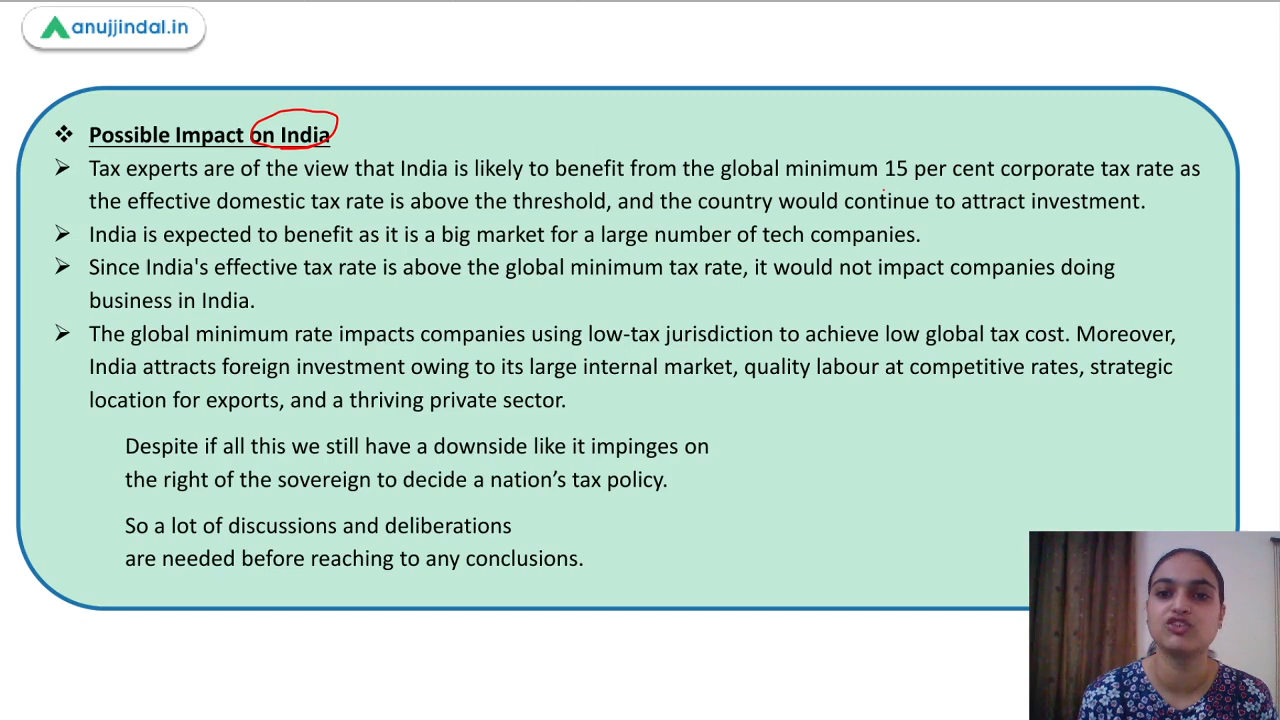 anujjindal.in
❖ Possible Impact on India
➢ Tax experts are of the view that India is likely to benefit from the global minimum 15 per cent corporate tax rate as
the effective domestic tax rate is above the threshold, and the country would continue to attract investment.
➢ India is expected to benefit as it is a big market for a large number of tech companies.
➢ Since India's effective tax rate is above the global minimum tax rate, it would not impact companies doing
business in India.
➢ The global minimum rate impacts companies using low-tax jurisdiction to achieve low global tax cost. Moreover,
India attracts foreign investment owing to its large internal market, quality labour at competitive rates, strategic
location for exports, and a thriving private sector.
Despite if all this we still have a downside like it impinges on
the right of the sovereign to decide a nation’s tax policy.
So a lot of discussions and deliberations
are needed before reaching to any conclusions.